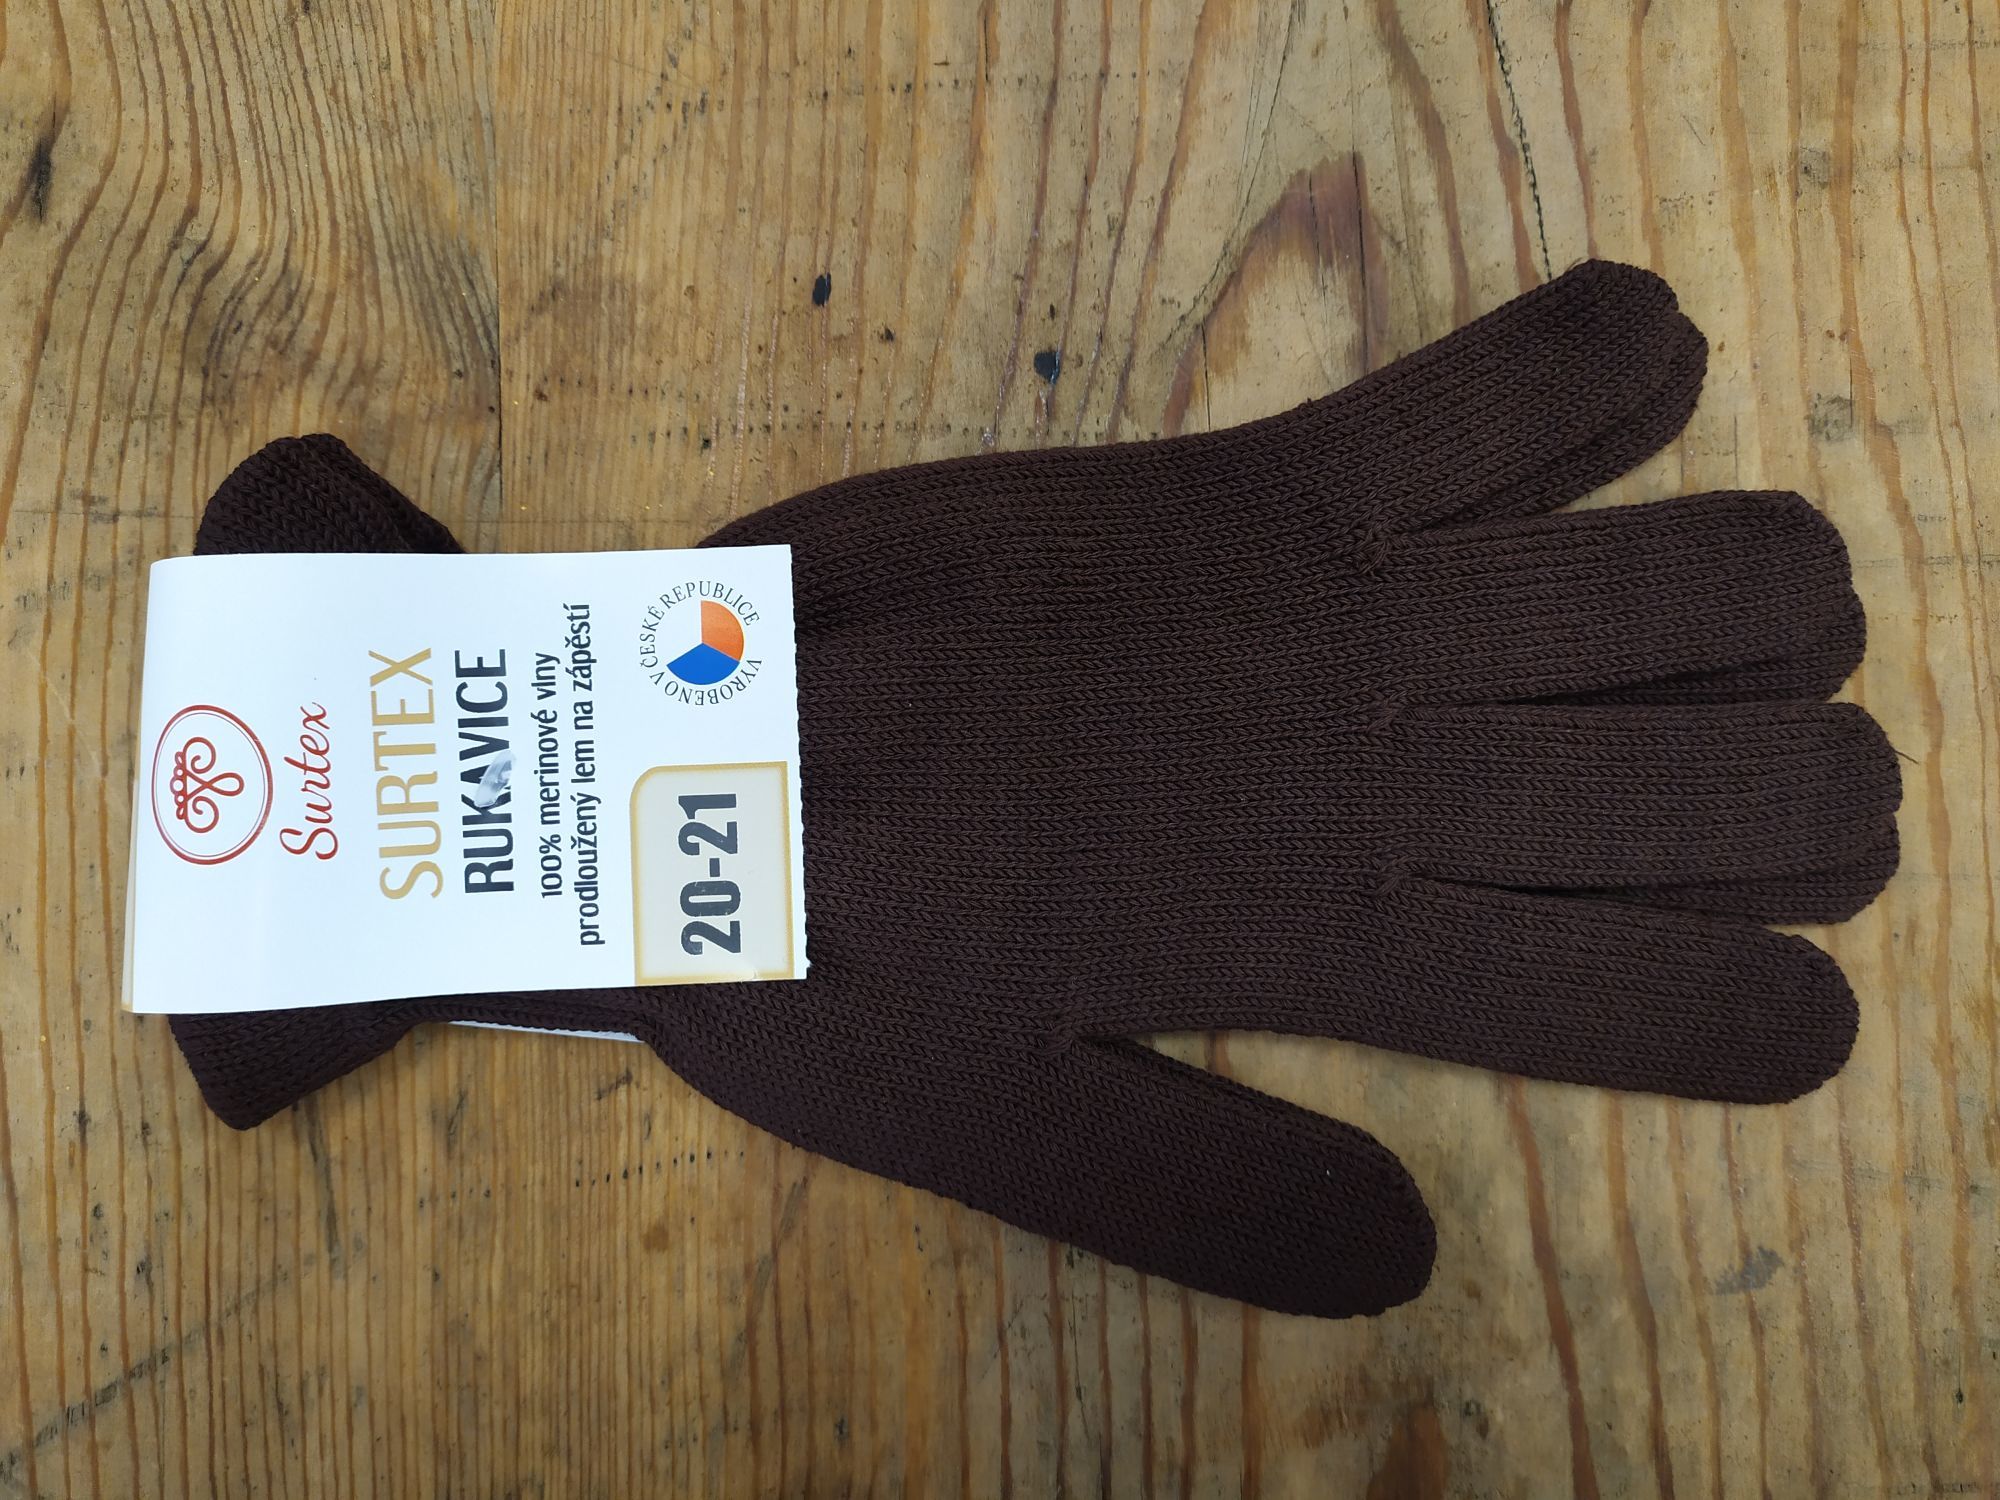 Surtex
SURTEX
RUKAVICE
100% merinové vlny
prodloužený lem na zápěstí
VYROBENO V ČESKÉ REPUBLICE
20-21